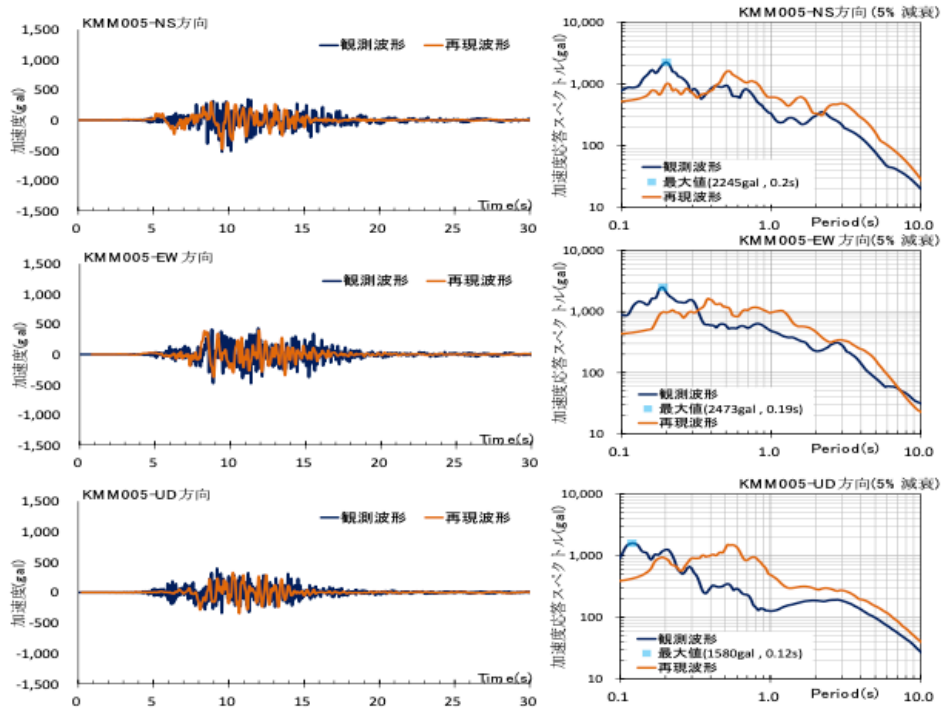 KMM005-NS方向
1,500
1,000
500
0
-500
-1,000
-1,500
加速度(gal)
観測波形
再現波形
Time(s)
0 5 10 15 20 25 30
KMM005-NS方向(5% 減衰)
10,000
1,000
100
10
加速度応答スペクトル(gal)
観測波形
最大値(2245gal , 0.2s)
再現波形
Period(s)
0.1 1.0 10.0
KMM005-EW方向
1,500
1,000
500
0
-500
-1,000
-1,500
加速度(gal)
観測波形
再現波形
Time(s)
0 5 10 15 20 25 30
KMM005-EW方向(5% 減衰)
10,000
1,000
100
10
加速度応答スペクトル(gal)
観測波形
最大値(2473gal , 0.19s)
再現波形
Period(s)
0.1 1.0 10.0
KMM005-UD方向
1,500
1,000
500
0
-500
-1,000
-1,500
加速度(gal)
観測波形
再現波形
Time(s)
0 5 10 15 20 25 30
KMM005-UD方向(5% 減衰)
10,000
1,000
100
10
加速度応答スペクトル(gal)
観測波形
最大値(1580gal , 0.12s)
再現波形
Period(s)
0.1 1.0 10.0